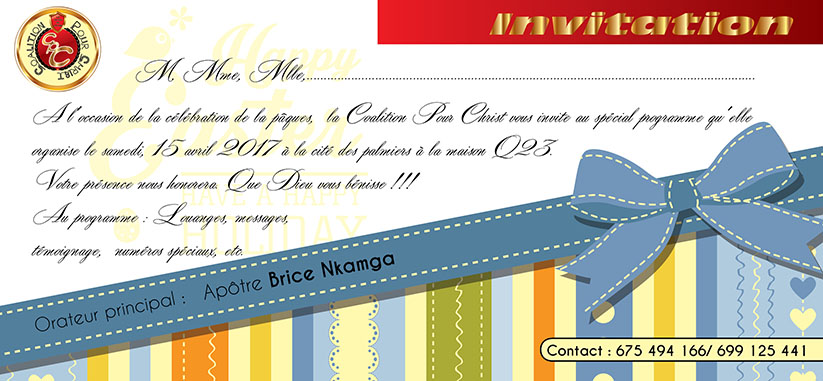 Invitation
COALITION POUR CHRIST
CPC
Happy
Easter
HAVE A HAPPY
HOLIDAY
M, Mme, Mlle,
A l'occasion de la célébration de la pâques, la Coalition Pour Christ vous invite au spécial programme qu'elle
organise le samedi, 15 avril 2017 à la cité des palmiers à la maison Q23.
Votre présence nous honorera. Que Dieu vous bénisse !!!
Au programme : Louanges, messages,
témoignage, numéros spéciaux, etc.
Orateur principal : Apôtre Brice Nkamga
Contact : 675 494 166/ 699 125 441